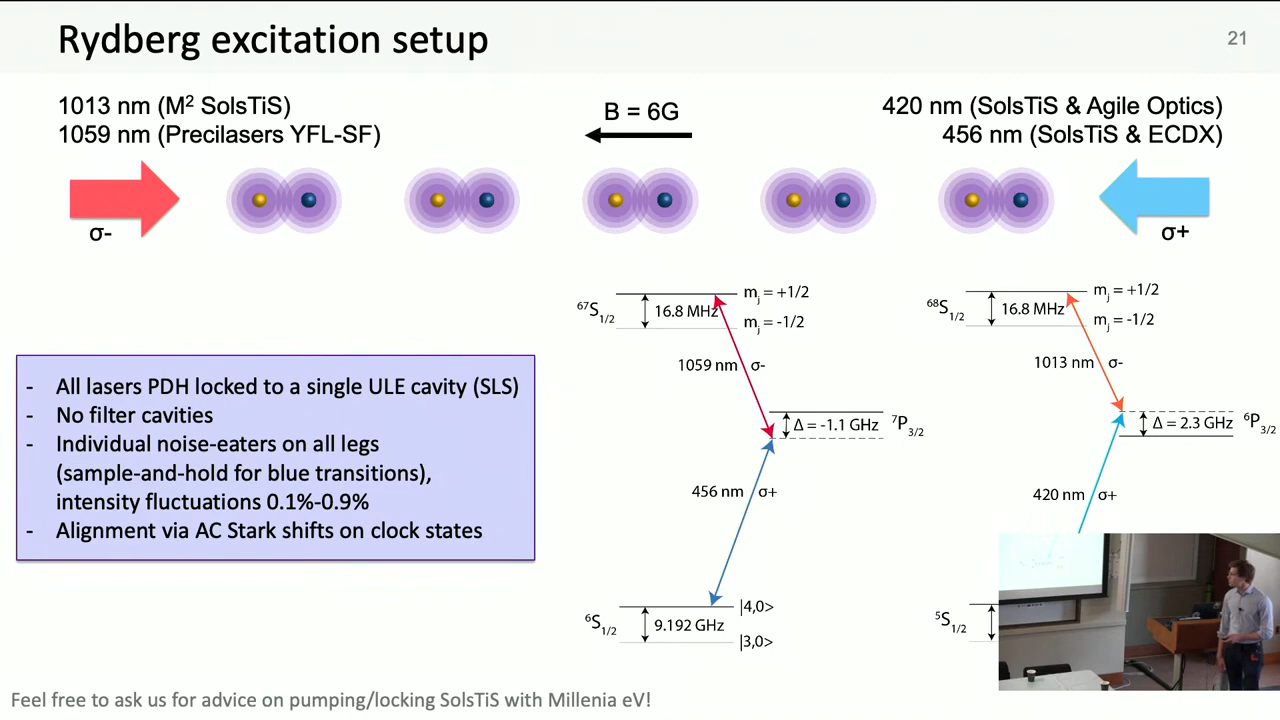 Rydberg excitation setup
21
1013 nm (M² SolsTiS)
1059 nm (Precilasers YFL-SF)
B = 6G
420 nm (SolsTiS & Agile Optics)
456 nm (SolsTiS & ECDX)
σ-
σ+
- All lasers PDH locked to a single ULE cavity (SLS)
- No filter cavities
- Individual noise-eaters on all legs
(sample-and-hold for blue transitions),
intensity fluctuations 0.1%-0.9%
- Alignment via AC Stark shifts on clock states
⁶⁷S₁/₂
16.8 MHz
mⱼ = +1/2
mⱼ = -1/2
1059 nm
σ-
Δ = -1.1 GHz
⁷P₃/₂
456 nm
σ+
⁶S₁/₂
9.192 GHz
|4,0>
|3,0>
⁶⁸S₁/₂
16.8 MHz
mⱼ = +1/2
mⱼ = -1/2
1013 nm
σ-
Δ = 2.3 GHz
⁶P₃/₂
420 nm
σ+
⁵S₁/₂
Feel free to ask us for advice on pumping/locking SolsTiS with Millenia eV!